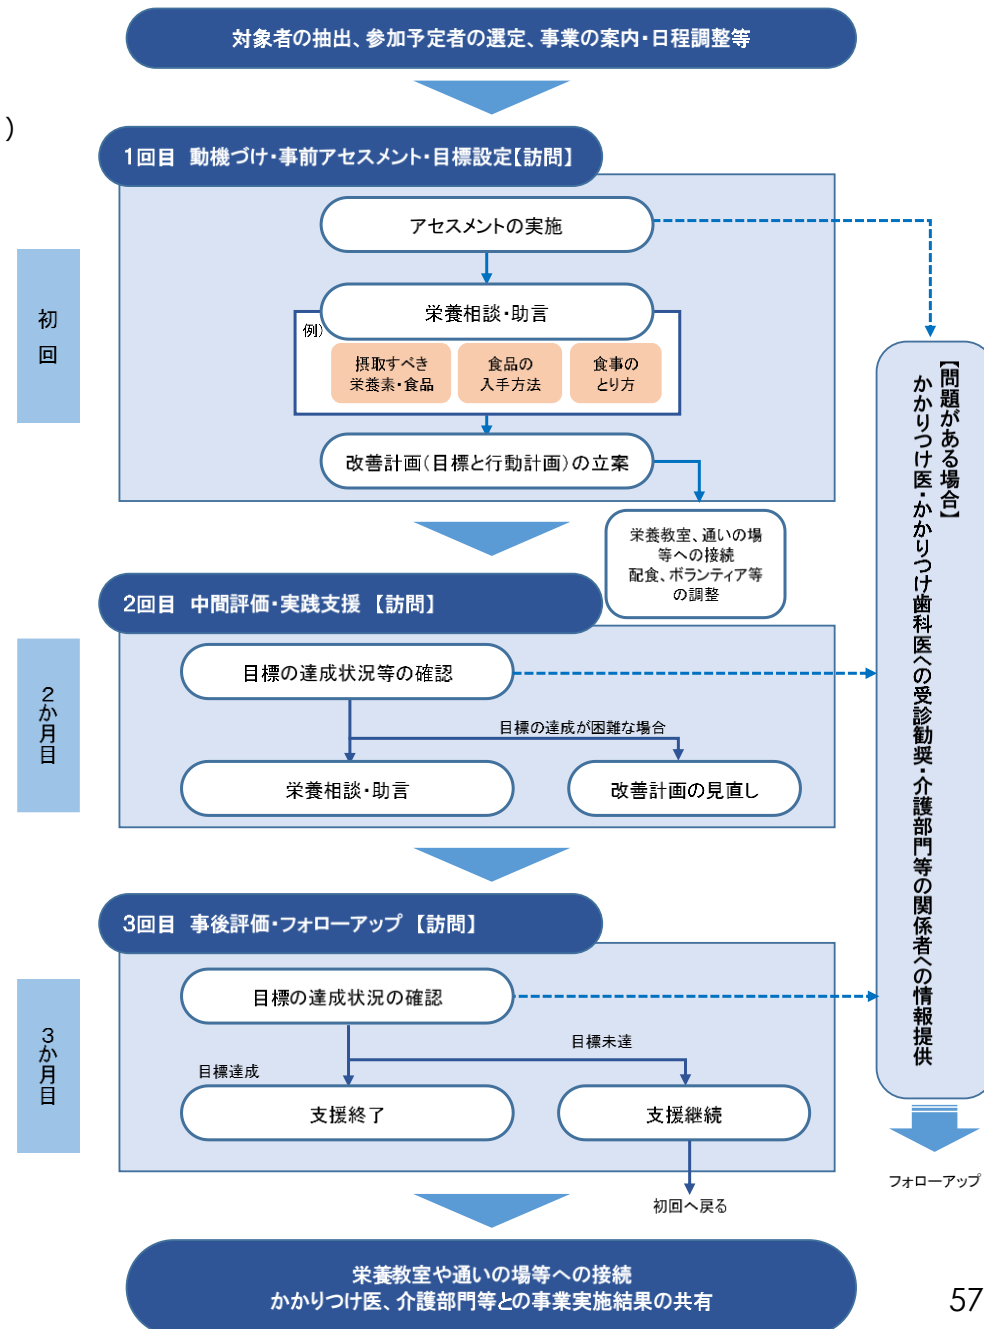 対象者の抽出、参加予定者の選定、事業の案内・日程調整等
)
1回目 動機づけ・事前アセスメント・目標設定【訪問】
初
回
アセスメントの実施
栄養相談・助言
例)
摂取すべき
栄養素・食品
食品の
入手方法
食事の
とり方
改善計画(目標と行動計画)の立案
栄養教室、通いの場
等への接続
配食、ボランティア等
の調整
【問題がある場合】
かかりつけ医・かかりつけ歯科医への受診勧奨・介護部門等の関係者への情報提供
2回目 中間評価・実践支援 【訪問】
2か月目
目標の達成状況等の確認
目標の達成が困難な場合
栄養相談・助言
改善計画の見直し
3回目 事後評価・フォローアップ 【訪問】
3か月目
目標の達成状況の確認
目標未達
目標達成
支援終了
支援継続
フォローアップ
初回へ戻る
栄養教室や通いの場等への接続
かかりつけ医、介護部門等との事業実施結果の共有
57